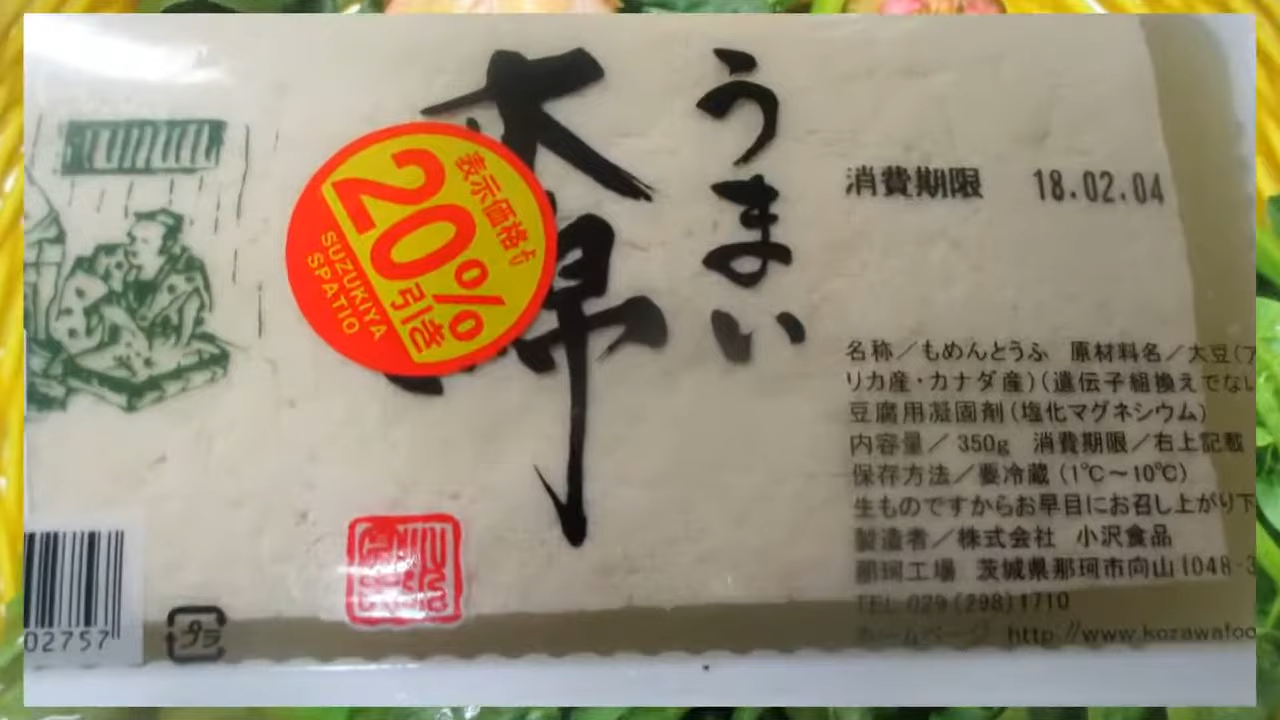 うまい
木綿
表示価格より
20%
引き
SUZUKIYA
SPATIO
消費期限 18.02.04
名称/もめんとうふ 原材料名/大豆(ア
リカ産・カナダ産)(遺伝子組換えでない
豆腐用凝固剤(塩化マグネシウム)
内容量/350g 消費期限/右上記載
保存方法/要冷蔵(1℃〜10℃)
生ものですからお早目にお召し上がり下
製造者/株式会社 小沢食品
那珂工場 茨城県那珂市向山1048-3
TEL 029(298)1710
ホームページ http://www.kozawafoo
02757
プラ